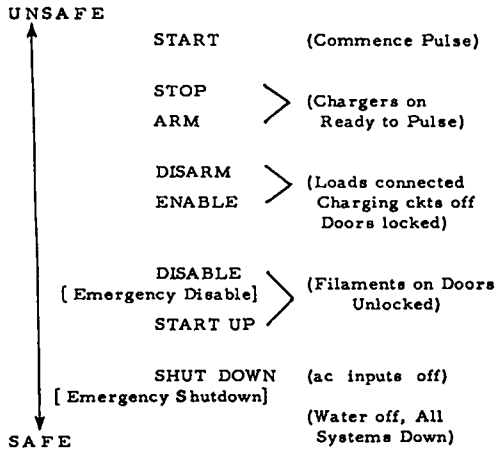 UNSAFE
START (Commence Pulse)
STOP
ARM
(Chargers on
Ready to Pulse)
DISARM
ENABLE
(Loads connected
Charging ckts off
Doors locked)
DISABLE
[Emergency Disable]
START UP
(Filaments on Doors
Unlocked)
SHUT DOWN (ac inputs off)
[Emergency Shutdown]
(Water off, All
Systems Down)
SAFE